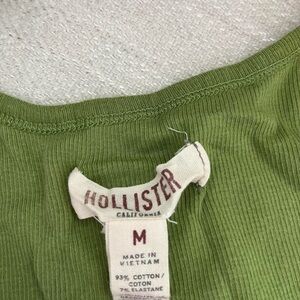 HOLLISTER
CALIFORNIA
M
MADE IN
VIETNAM
93% COTTON/
COTON
7% ELASTANE